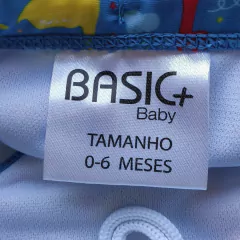 BASIC+
Baby
TAMANHO
0-6 MESES